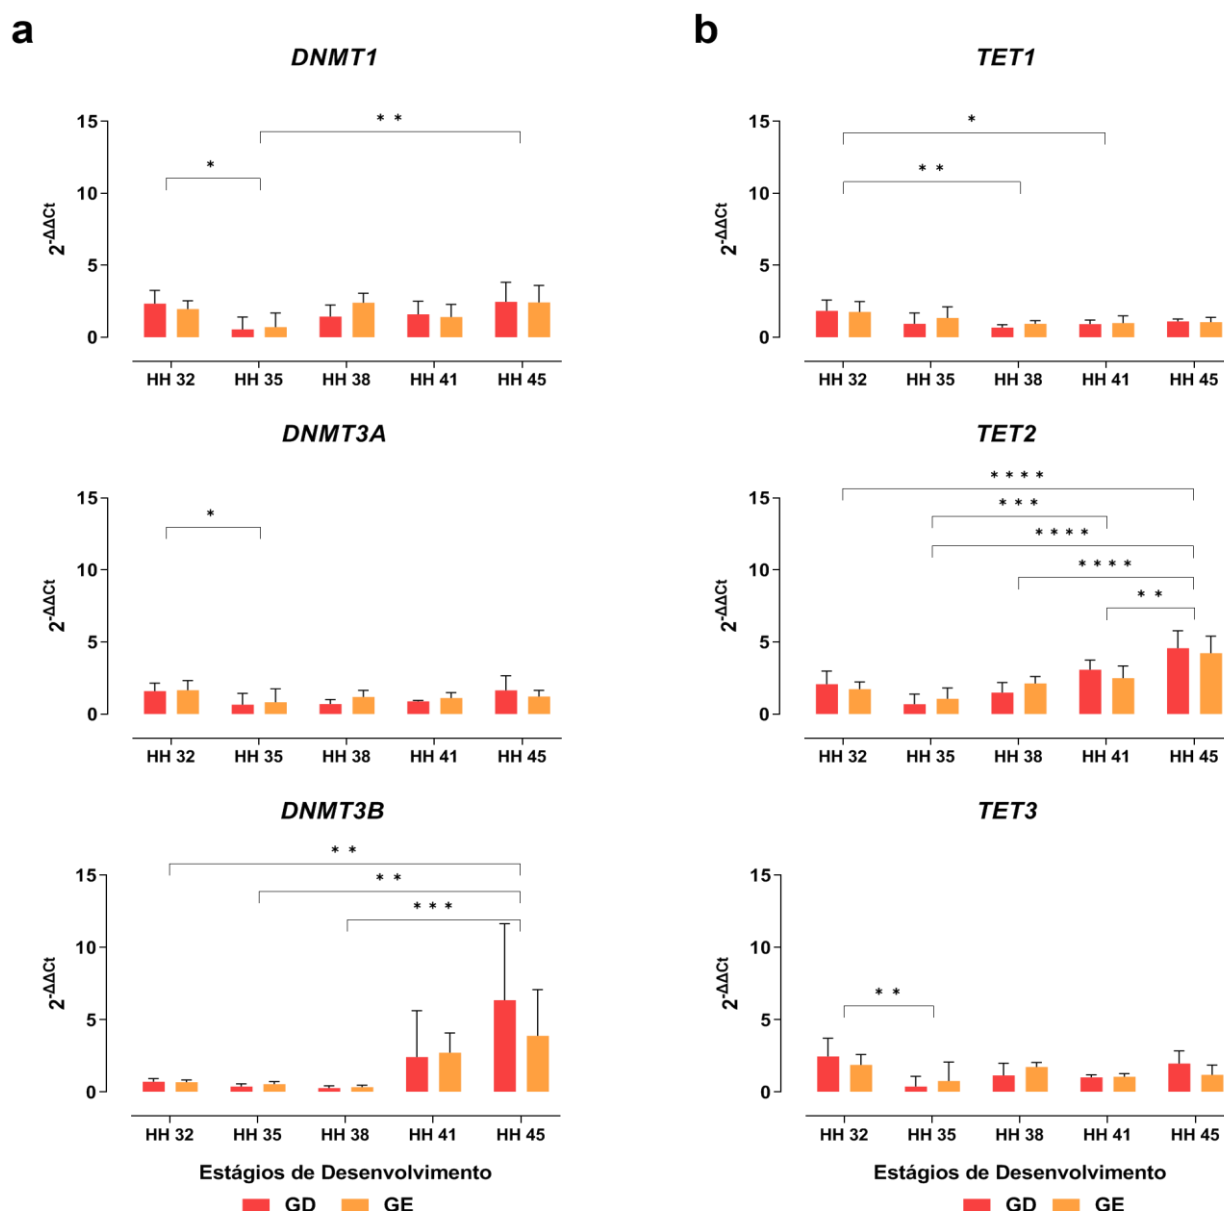 a
DNMT1
15
10
5
0
2^-ΔΔCt
*
* *
HH 32 HH 35 HH 38 HH 41 HH 45
DNMT3A
15
10
5
0
2^-ΔΔCt
*
HH 32 HH 35 HH 38 HH 41 HH 45
DNMT3B
15
10
5
0
2^-ΔΔCt
* *
* *
* * *
HH 32 HH 35 HH 38 HH 41 HH 45
Estágios de Desenvolvimento
GD GE
b
TET1
15
10
5
0
2^-ΔΔCt
*
* *
HH 32 HH 35 HH 38 HH 41 HH 45
TET2
15
10
5
0
2^-ΔΔCt
* * * *
* * *
* * * *
* * * *
* *
HH 32 HH 35 HH 38 HH 41 HH 45
TET3
15
10
5
0
2^-ΔΔCt
* *
HH 32 HH 35 HH 38 HH 41 HH 45
Estágios de Desenvolvimento
GD GE